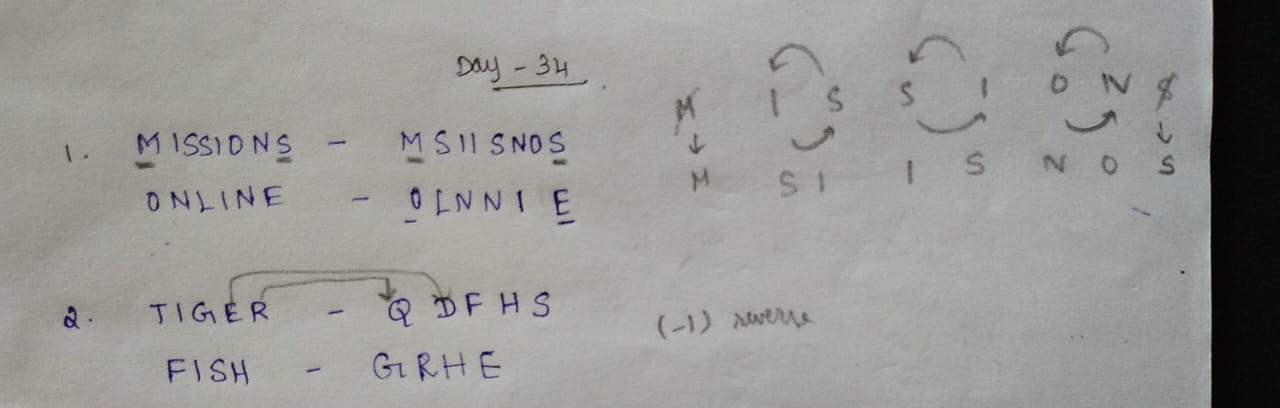 Day - 34
1. MISSIONS - MSIISNOS
ONLINE - OLNNIE
M I S S I O N S
M S I I S N O S
2. TIGER - QDFHS
(-1) reverse
FISH - GRHE